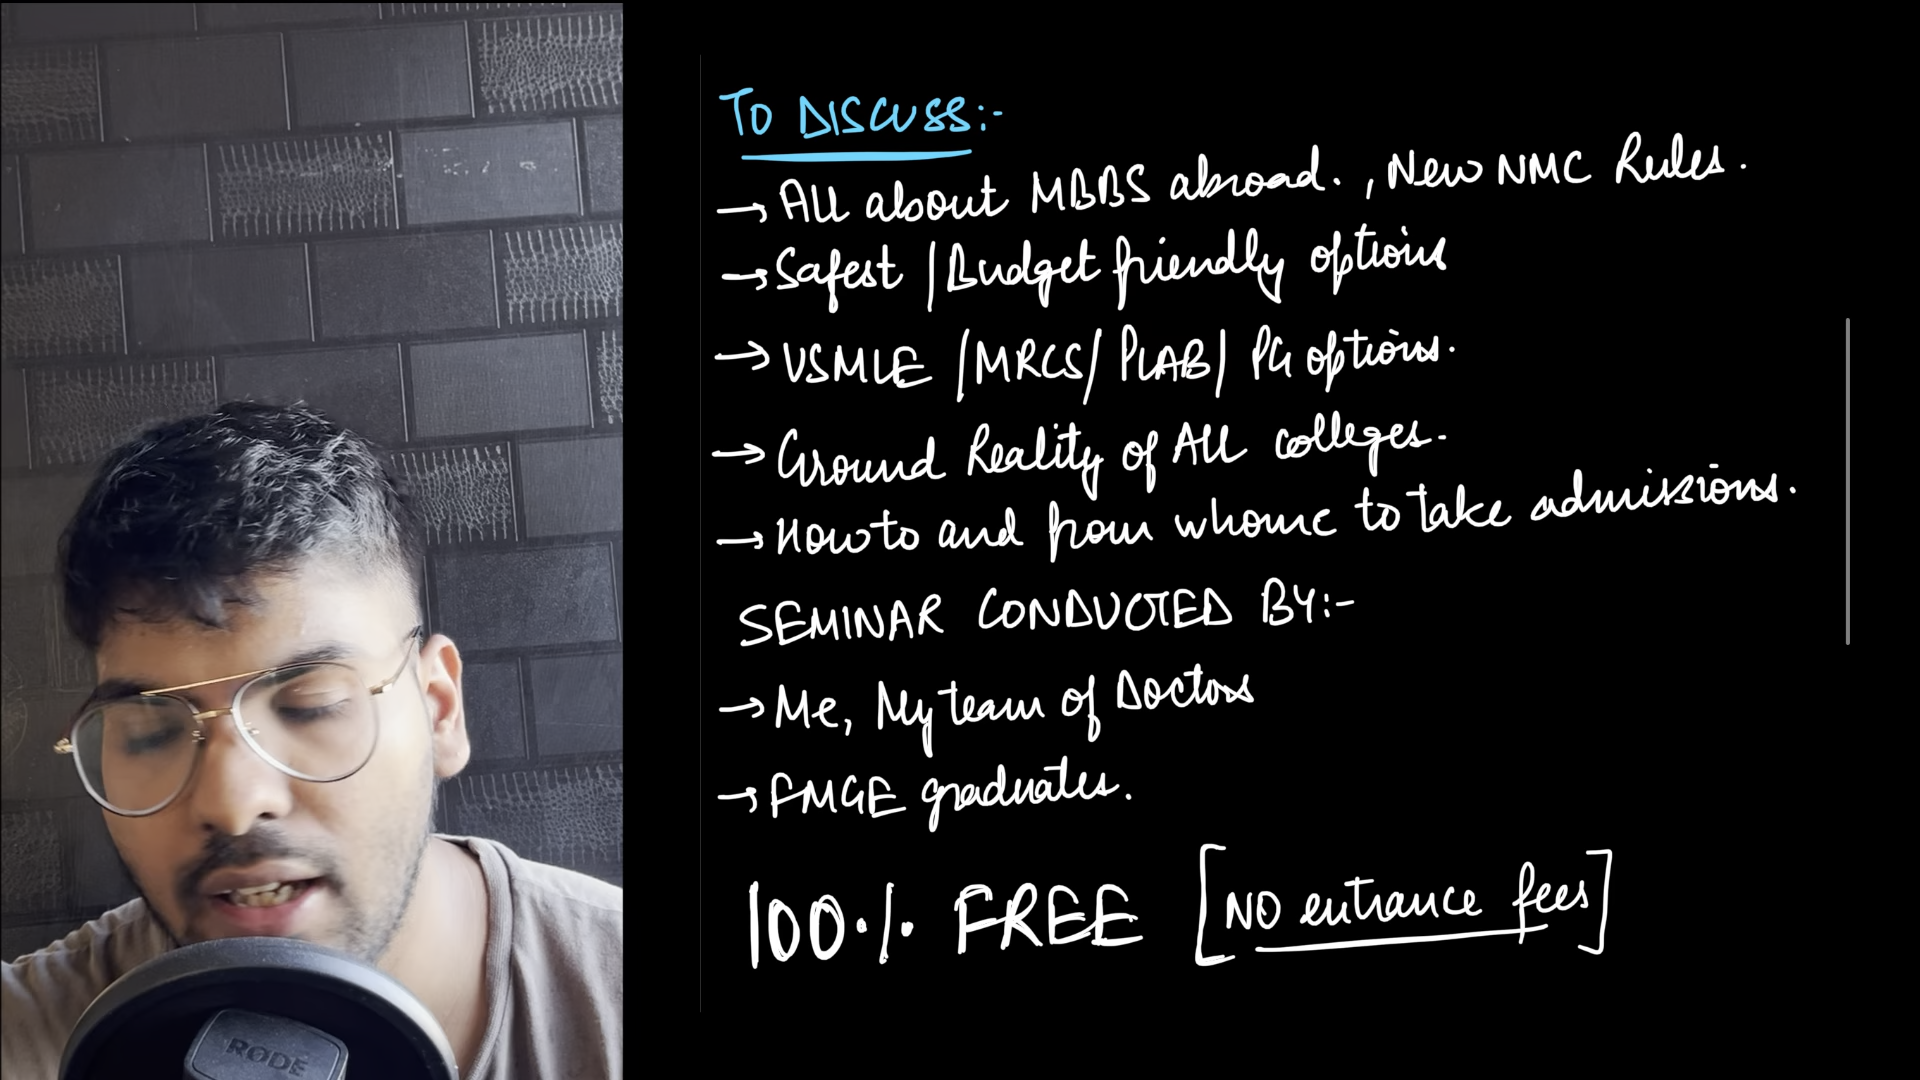 TO DISCUSS:-
→ All about MBBS abroad. , New NMC Rules.
→ Safest / Budget friendly options
→ USMLE / MRCS / PLAB / PG options.
→ Ground Reality of All colleges.
→ How to and from whome to take admissions.
SEMINAR CONDUCTED BY:-
→ Me, My team of Doctors
→ FMGE graduates.
100% FREE [NO entrance fees]
RODE